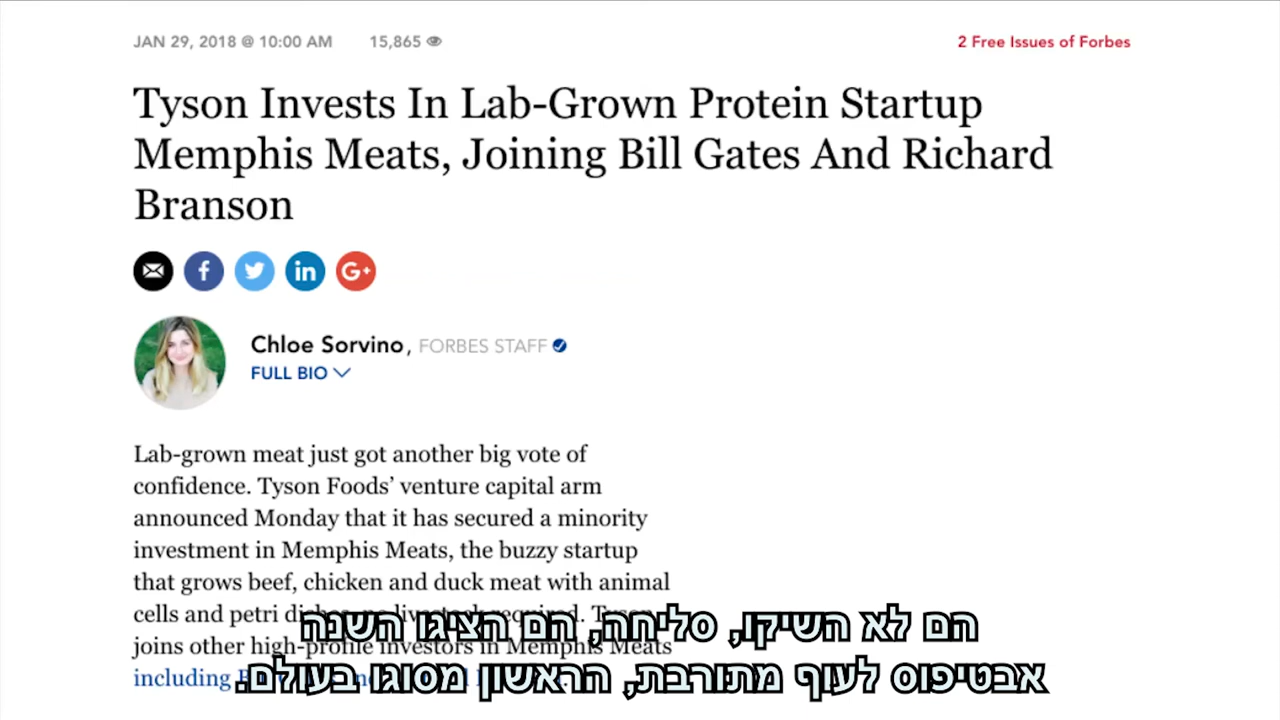 JAN 29, 2018 @ 10:00 AM 15,865
2 Free Issues of Forbes
Tyson Invests In Lab-Grown Protein Startup
Memphis Meats, Joining Bill Gates And Richard
Branson
Chloe Sorvino, FORBES STAFF
FULL BIO
Lab-grown meat just got another big vote of
confidence. Tyson Foods’ venture capital arm
announced Monday that it has secured a minority
investment in Memphis Meats, the buzzy startup
that grows beef, chicken and duck meat with animal
cells and petri dishes, no livestock required. Tyson
joins other high-profile investors in Memphis Meats
including
הם לא השיקו, סליחה, הם הציגו השנה
אבטיפוס לעוף מתורבת, הראשון מסוגו בעולם.